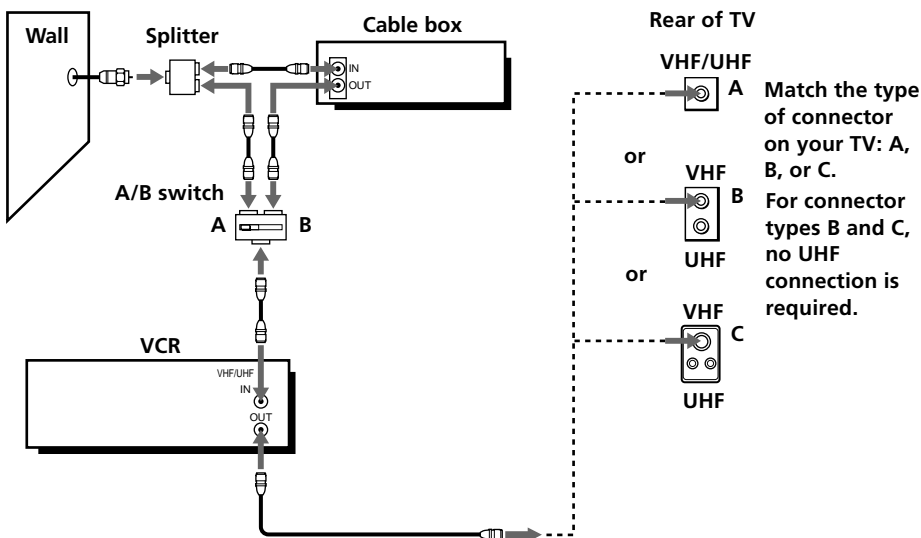 Wall
Splitter
Cable box
IN
OUT
A/B switch
A
B
VCR
VHF/UHF
IN
OUT
Rear of TV
VHF/UHF
A
or
VHF
B
UHF
or
VHF
C
UHF
Match the type
of connector
on your TV: A,
B, or C.
For connector
types B and C,
no UHF
connection is
required.